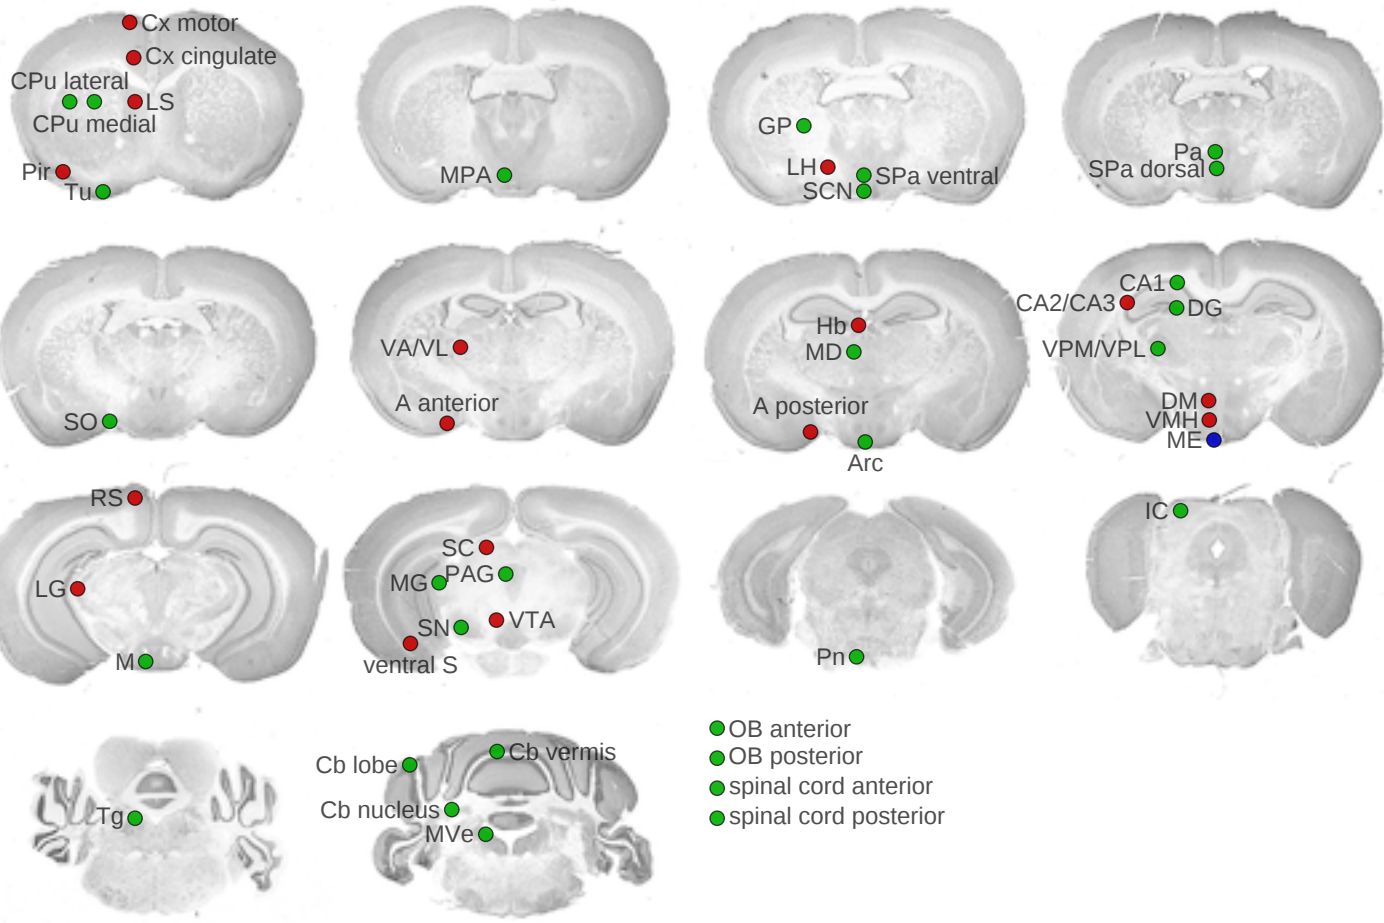 Cx motor
Cx cingulate
CPu lateral
LS
CPu medial
Pir
Tu
MPA
GP
LH
SPa ventral
SCN
Pa
SPa dorsal
SO
VA/VL
A anterior
Hb
MD
A posterior
Arc
CA1
CA2/CA3
DG
VPM/VPL
DM
VMH
ME
RS
LG
M
SC
MG
PAG
SN
VTA
ventral S
Pn
IC
Tg
Cb lobe
Cb vermis
Cb nucleus
MVe
OB anterior
OB posterior
spinal cord anterior
spinal cord posterior